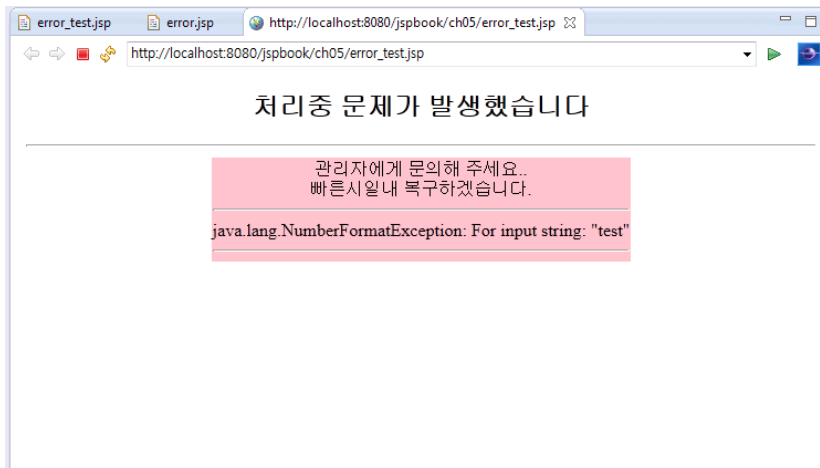 error_test.jsp error.jsp http://localhost:8080/jspbook/ch05/error_test.jsp
http://localhost:8080/jspbook/ch05/error_test.jsp
처리중 문제가 발생했습니다
관리자에게 문의해 주세요..
빠른시일내 복구하겠습니다.
java.lang.NumberFormatException: For input string: "test"